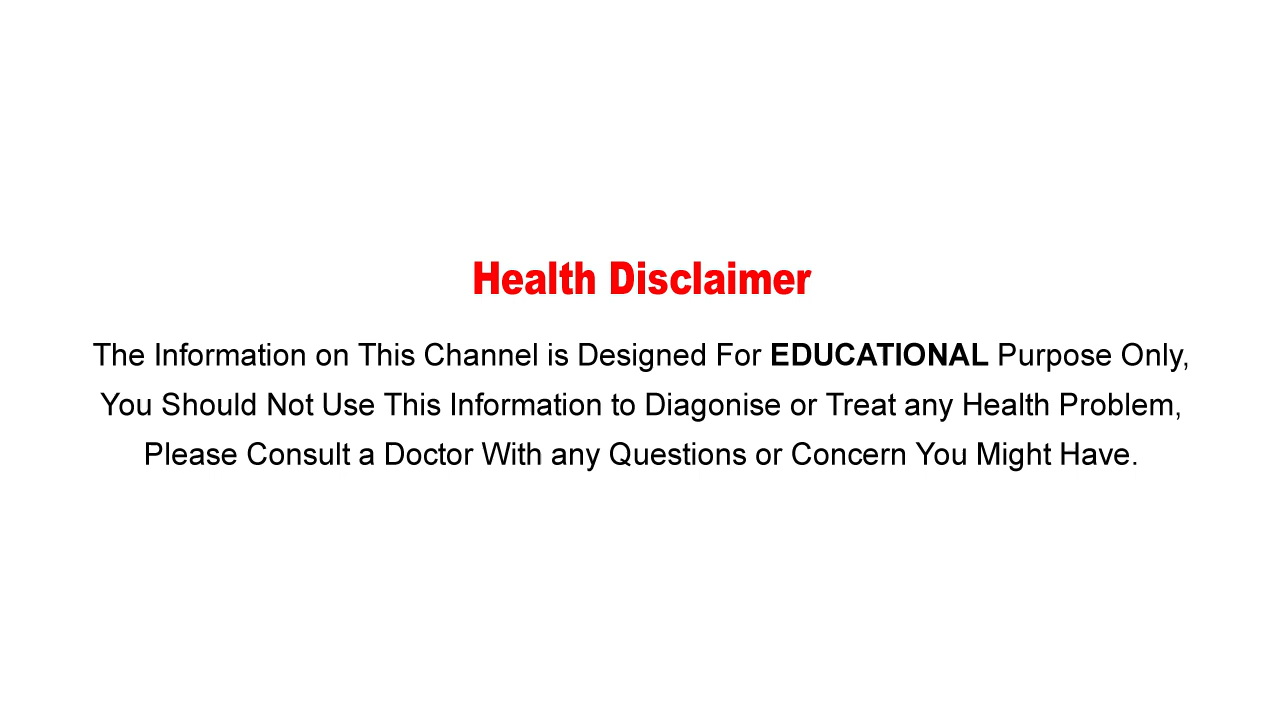 Health Disclaimer
The Information on This Channel is Designed For EDUCATIONAL Purpose Only,
You Should Not Use This Information to Diagonise or Treat any Health Problem,
Please Consult a Doctor With any Questions or Concern You Might Have.